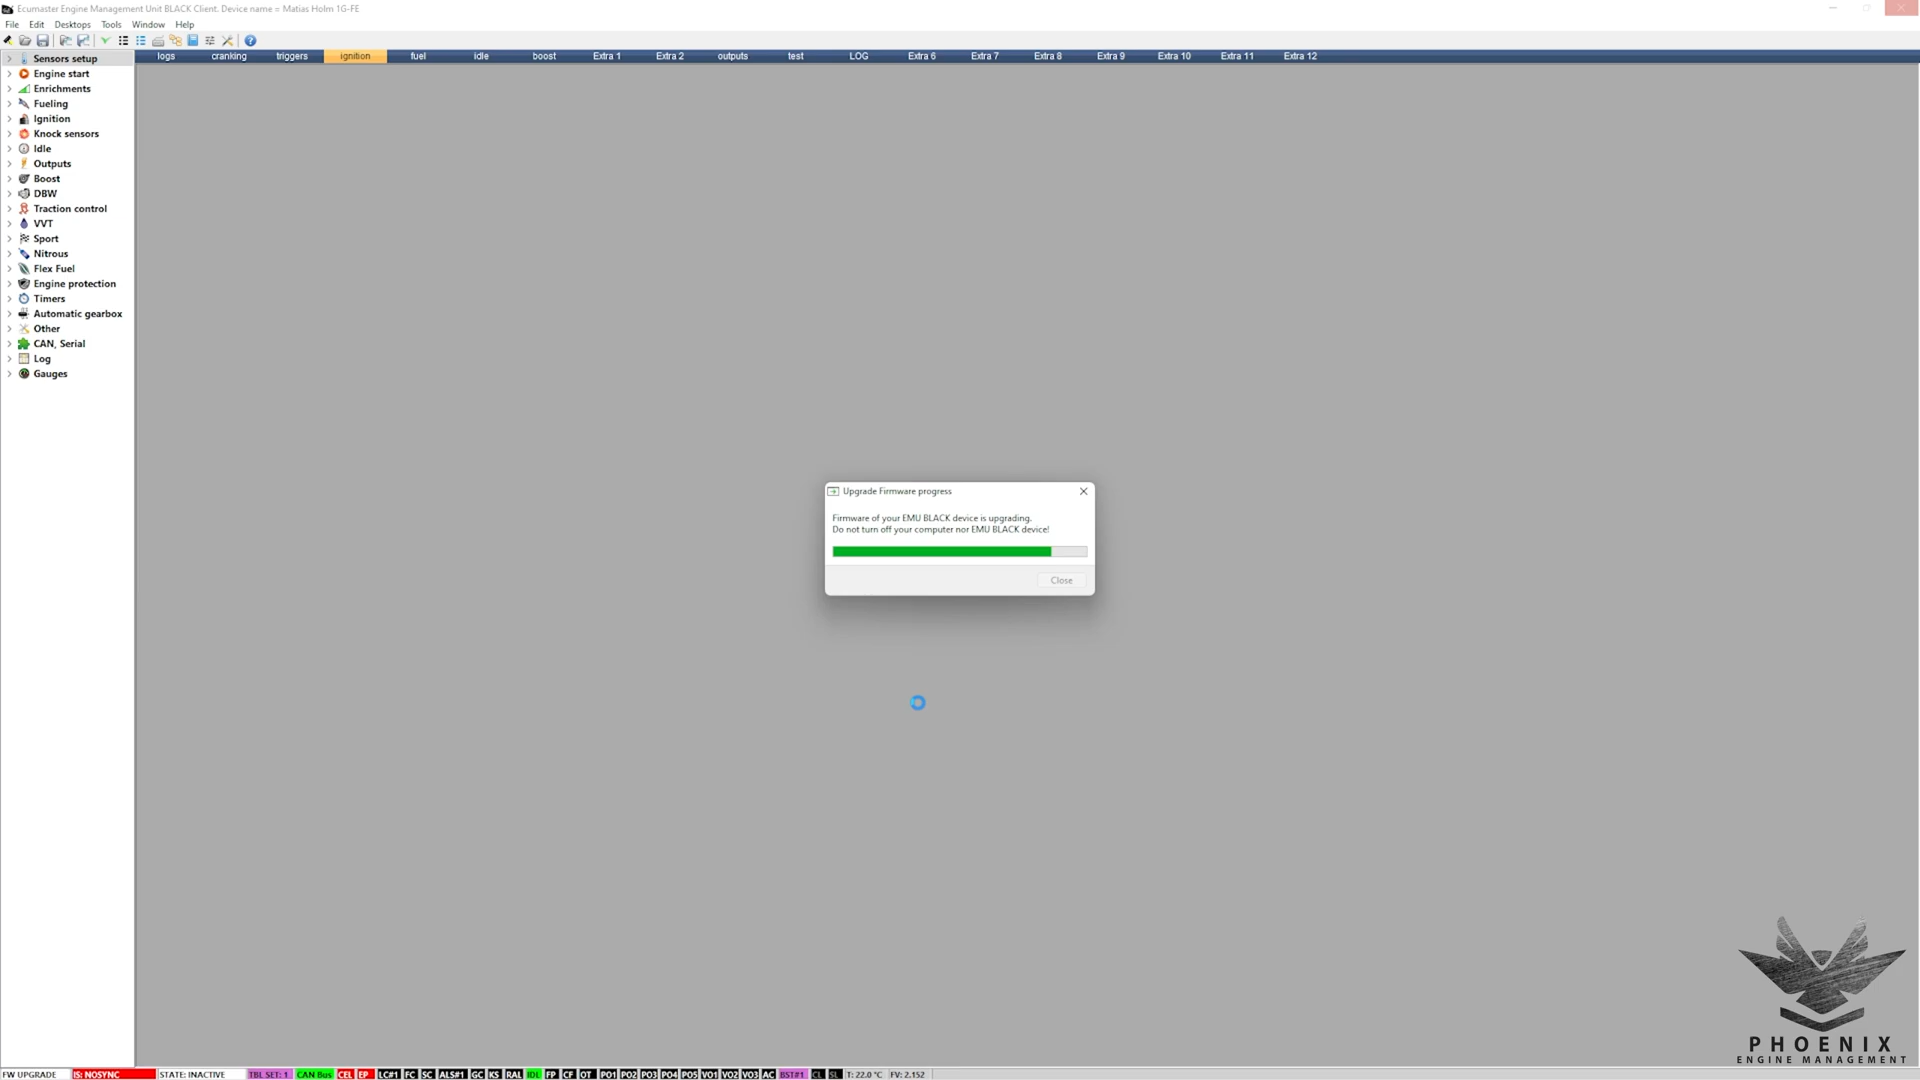 Ecumaster Engine Management Unit BLACK Client. Device name = Matias Holm 1G-FE
File Edit Desktops Tools Window Help
logs cranking triggers ignition fuel idle boost Extra 1 Extra 2 outputs test LOG Extra 6 Extra 7 Extra 8 Extra 9 Extra 10 Extra 11 Extra 12
Sensors setup
Engine start
Enrichments
Fueling
Ignition
Knock sensors
Idle
Outputs
Boost
DBW
Traction control
VVT
Sport
Nitrous
Flex Fuel
Engine protection
Timers
Automatic gearbox
Other
CAN, Serial
Log
Gauges
Upgrade Firmware progress
Firmware of your EMU BLACK device is upgrading.
Do not turn off your computer nor EMU BLACK device!
Close
PHOENIX
ENGINE MANAGEMENT
FW UPGRADE IS: NOSYNC STATE: INACTIVE TBL SET: 1 CAN Bus CEL EP LC#1 FC SC ALS#1 GC KS RAL IDL FP CF OT PO1 PO2 PO3 PO4 PO5 VO1 VO2 VO3 AC BST#1 CL SL T: 22.0 °C FV: 2.152